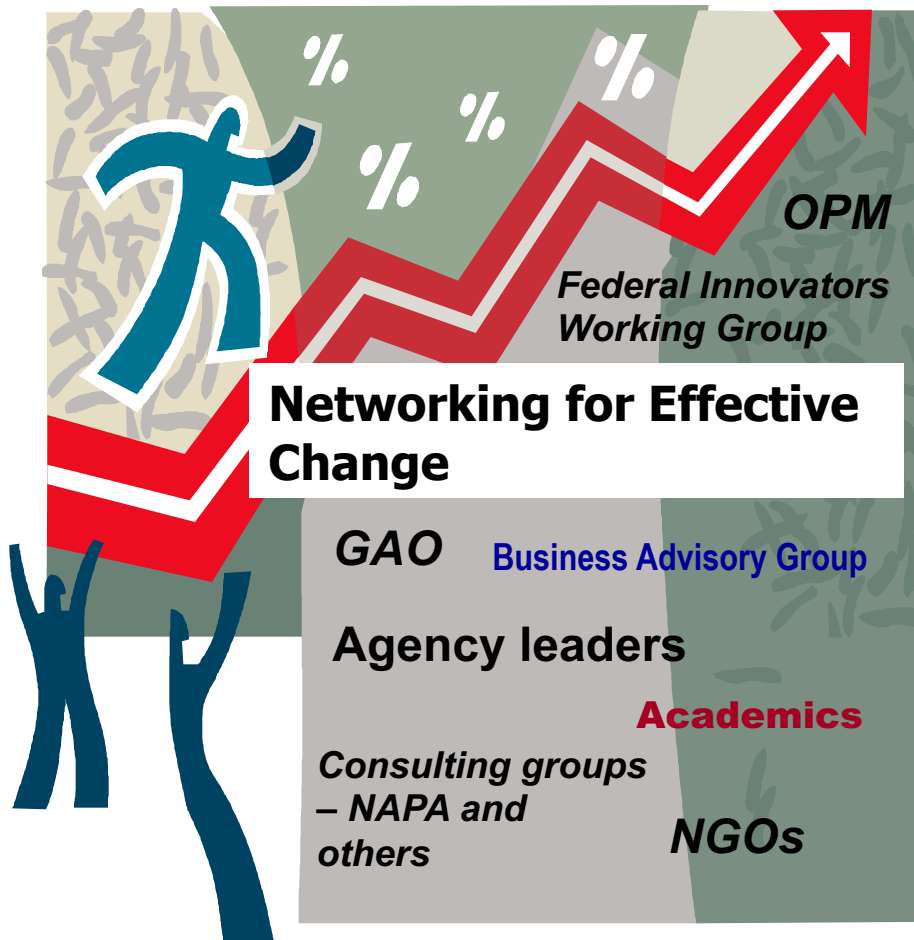 %
%
%
%
OPM
Federal Innovators
Working Group
Networking for Effective
Change
GAO
Business Advisory Group
Agency leaders
Academics
Consulting groups
– NAPA and
others
NGOs